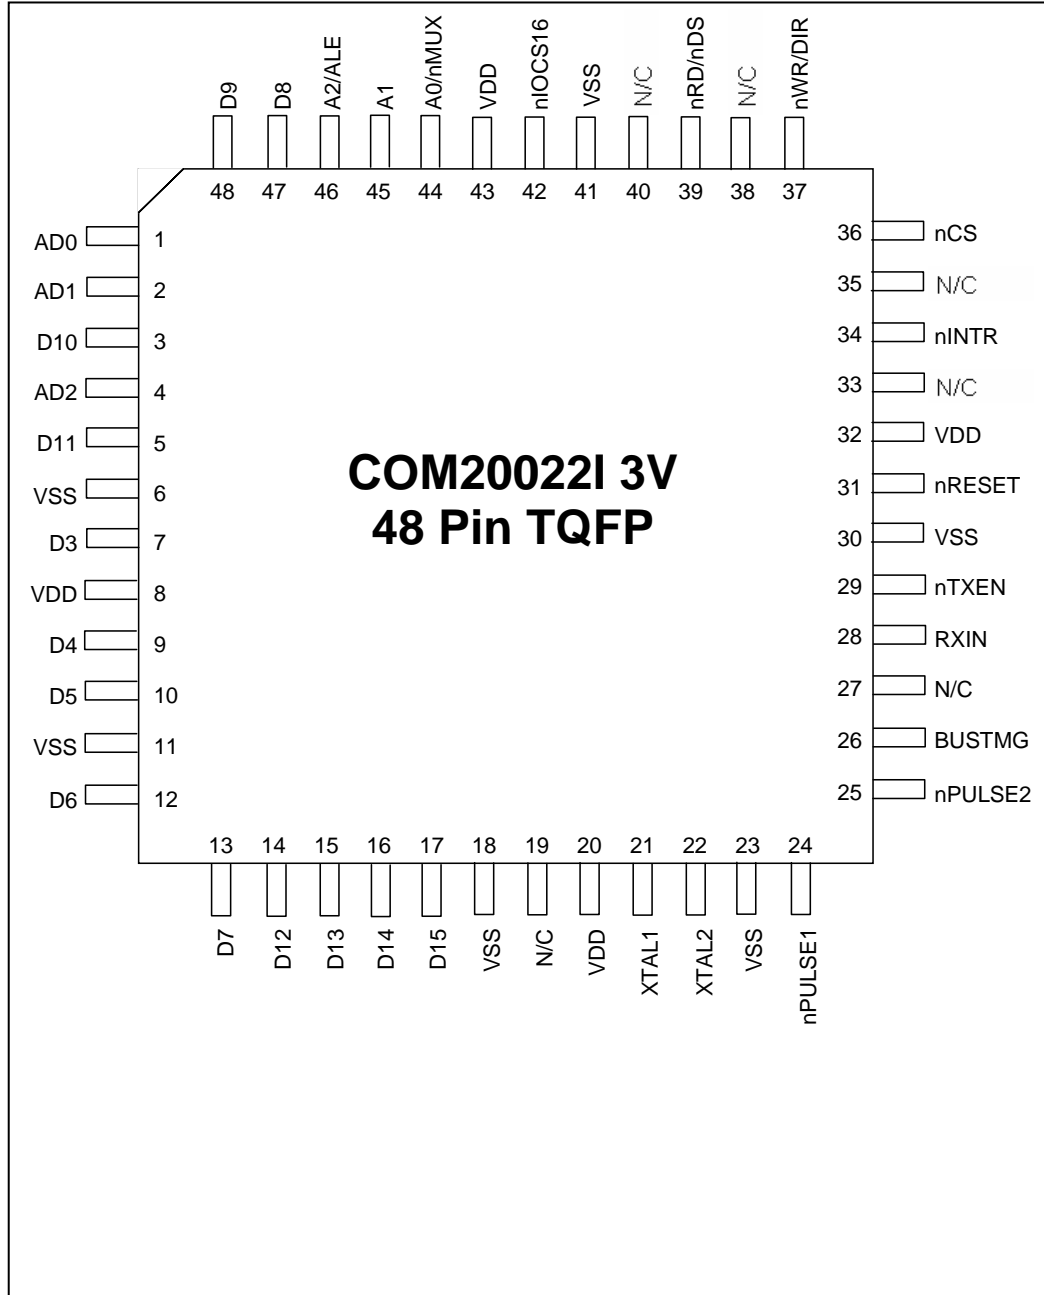 D9 D8 A2/ALE A1 A0/nMUX VDD nIOCS16 VSS N/C nRD/nDS N/C nWR/DIR
48 47 46 45 44 43 42 41 40 39 38 37
AD0 1 36 nCS
AD1 2 35 N/C
D10 3 34 nINTR
AD2 4 33 N/C
D11 5 32 VDD
VSS 6 31 nRESET
D3 7 30 VSS
VDD 8 29 nTXEN
D4 9 28 RXIN
D5 10 27 N/C
VSS 11 26 BUSTMG
D6 12 25 nPULSE2
COM20022I 3V
48 Pin TQFP
13 14 15 16 17 18 19 20 21 22 23 24
D7 D12 D13 D14 D15 VSS N/C VDD XTAL1 XTAL2 VSS nPULSE1